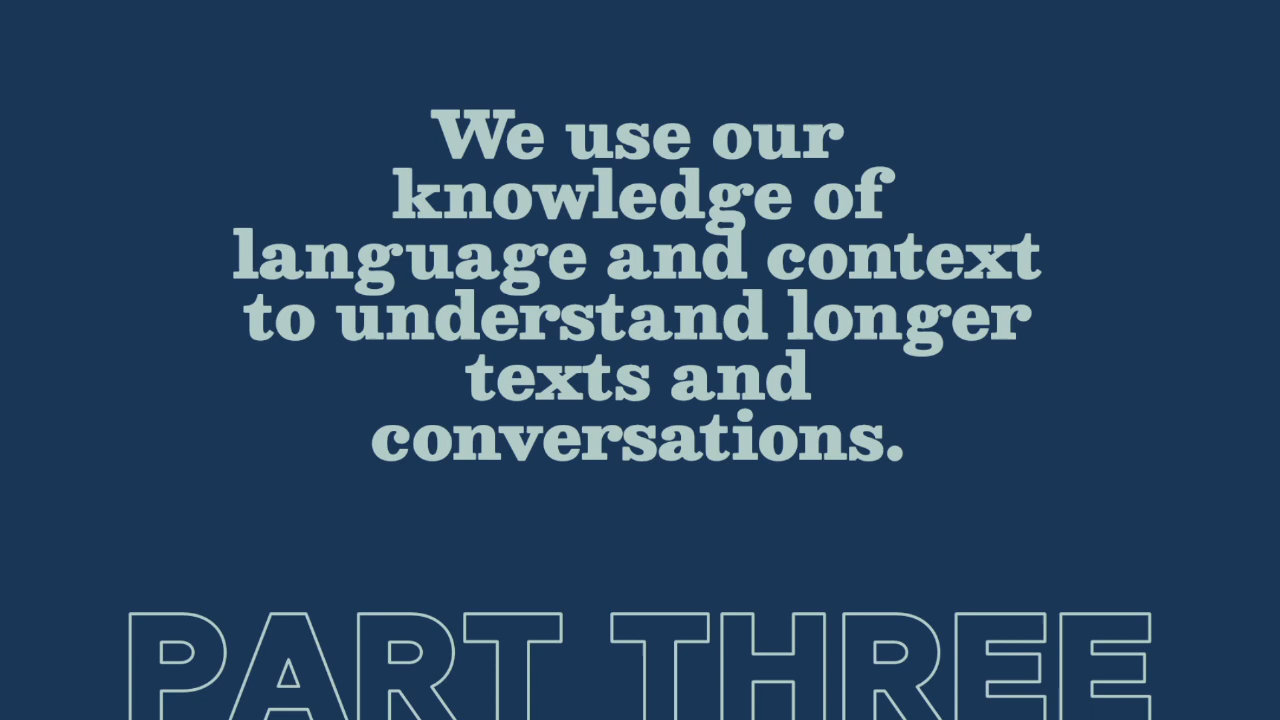 We use our
knowledge of
language and context
to understand longer
texts and
conversations.
PART THREE